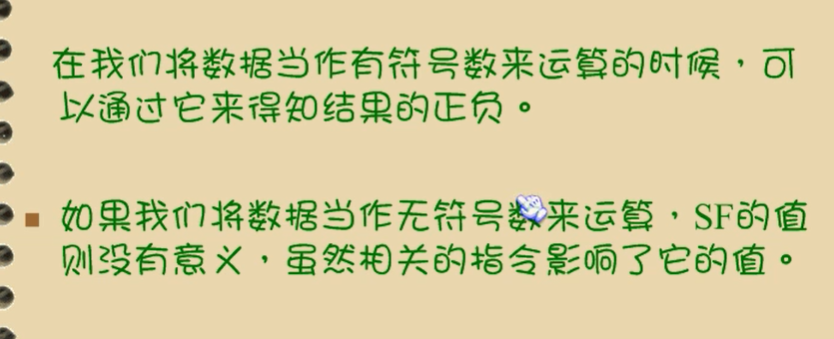 在我们将数据当作有符号数来运算的时候，可
以通过它来得知结果的正负。
如果我们将数据当作无符号数来运算，SF的值
则没有意义，虽然相关的指令影响了它的值。